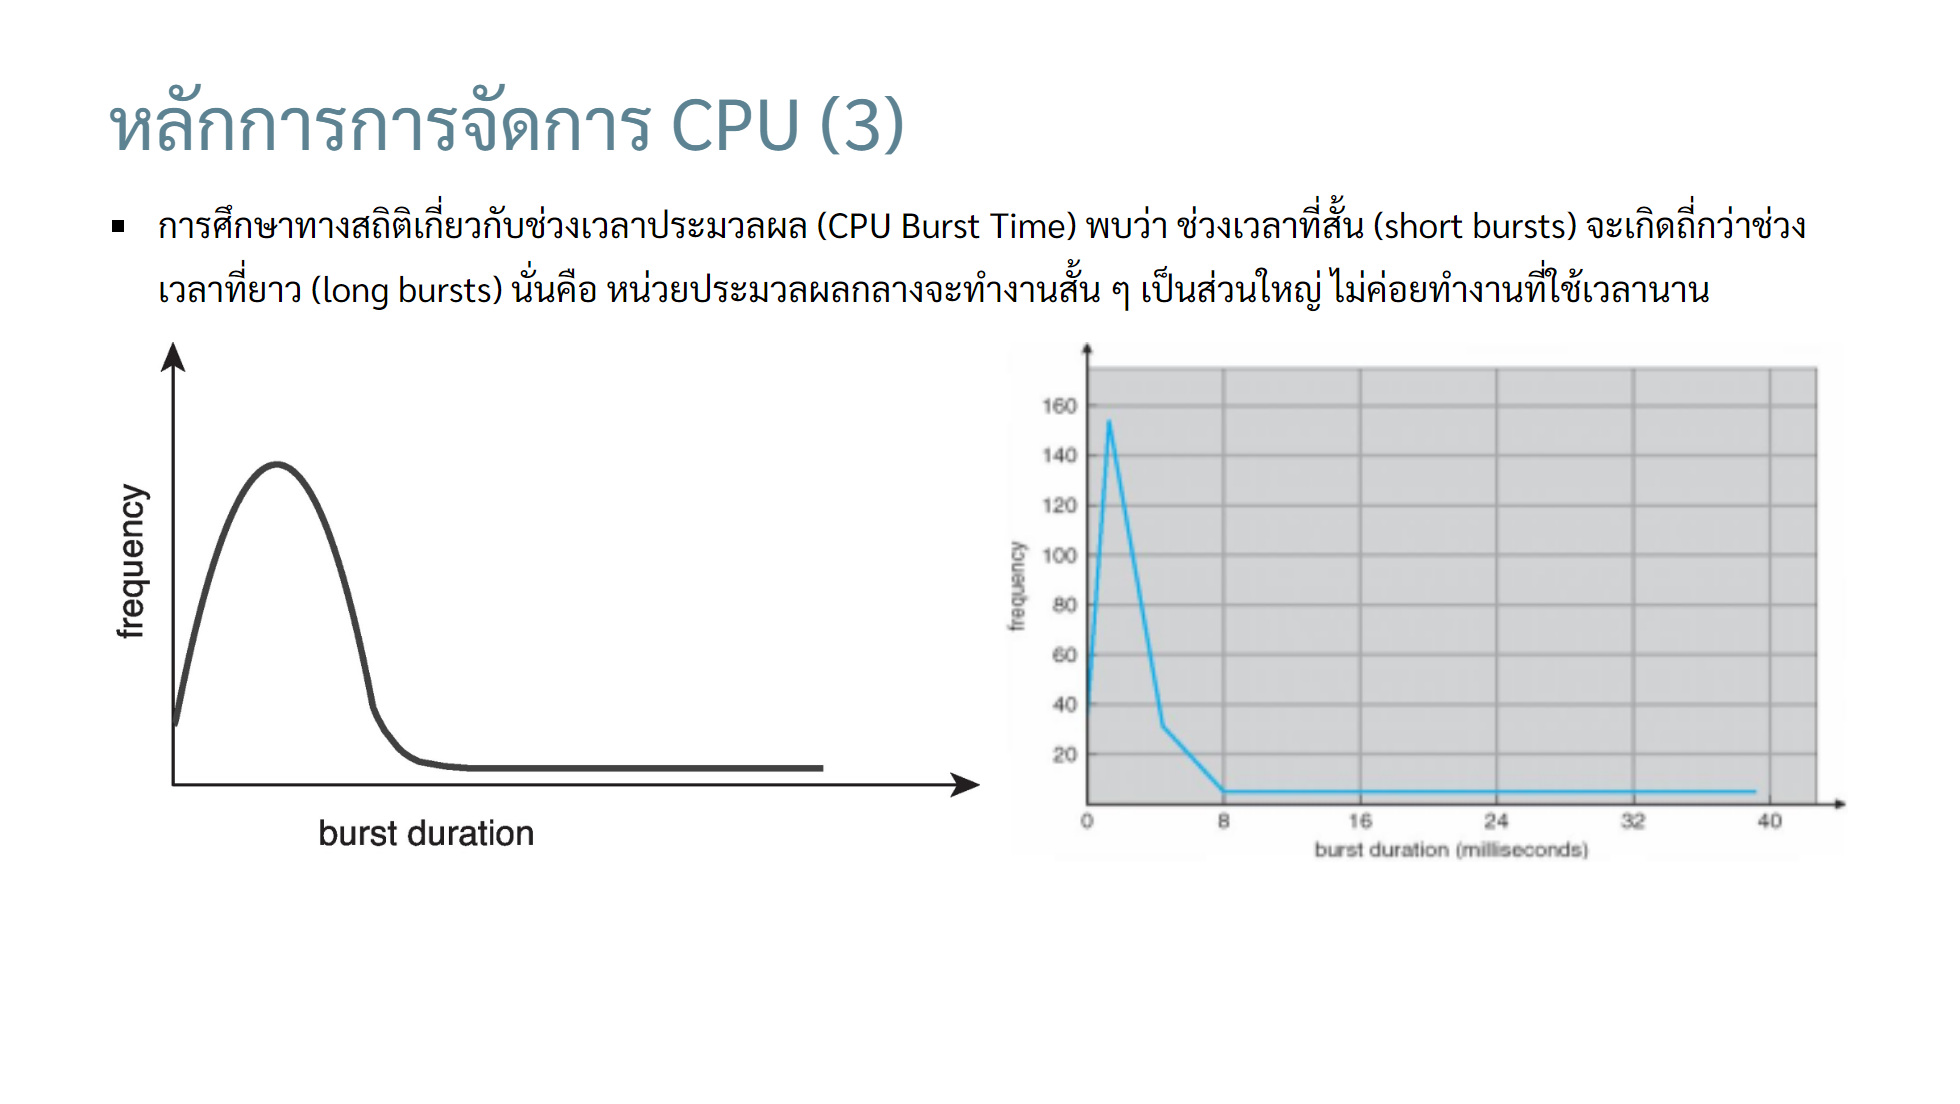 หลักการการจัดการ CPU (3)
▪ การศึกษาทางสถิติเกี่ยวกับช่วงเวลาประมวลผล (CPU Burst Time) พบว่า ช่วงเวลาที่สั้น (short bursts) จะเกิดถี่กว่าช่วง
เวลาที่ยาว (long bursts) นั่นคือ หน่วยประมวลผลกลางจะทำงานสั้น ๆ เป็นส่วนใหญ่ ไม่ค่อยทำงานที่ใช้เวลานาน
frequency
burst duration
frequency
160
140
120
100
80
60
40
20
0 8 16 24 32 40
burst duration (milliseconds)